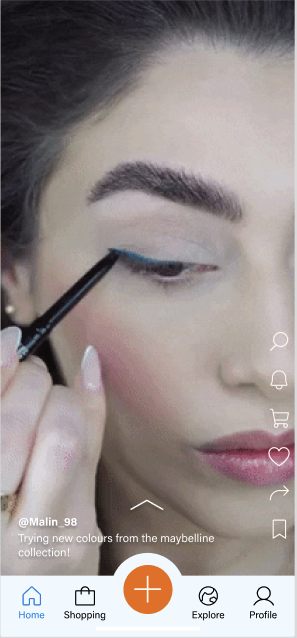 @Malin_98
Trying new colours from the maybelline
collection!
Home
Shopping
Explore
Profile